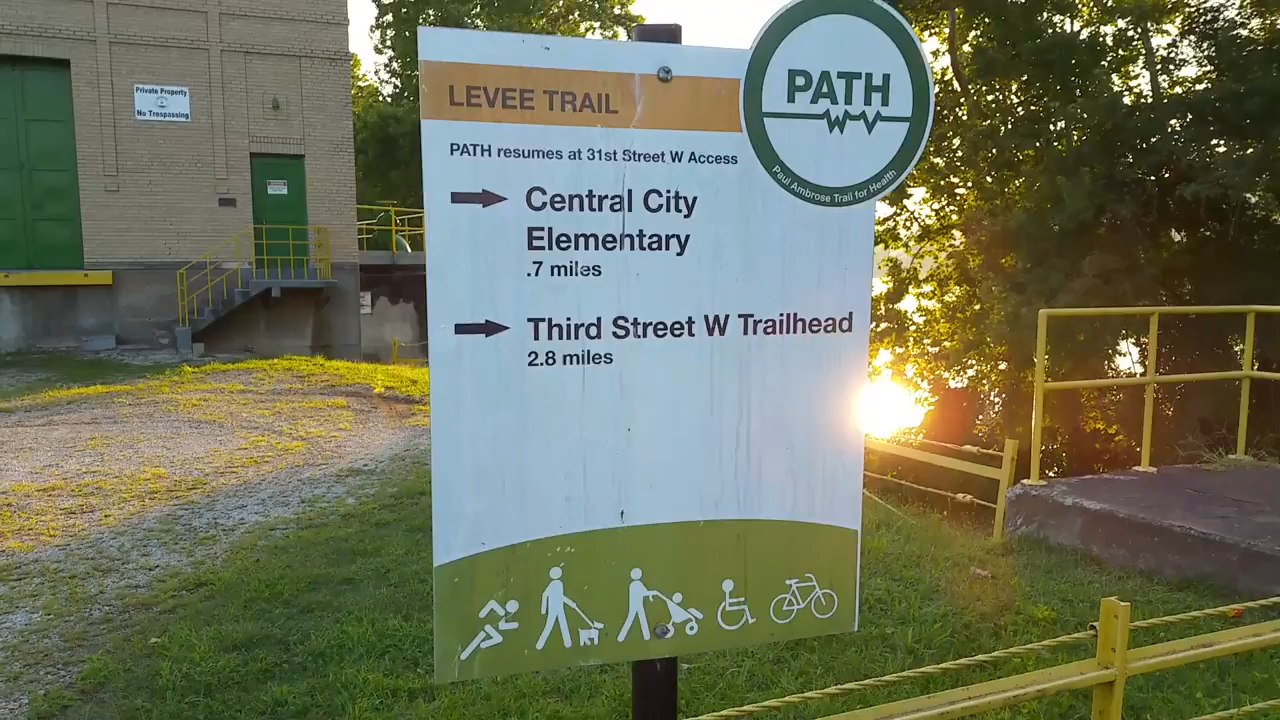 Private Property
No Trespassing
LEVEE TRAIL
PATH
Paul Ambrose Trail for Health
PATH resumes at 31st Street W Access
Central City
Elementary
.7 miles
Third Street W Trailhead
2.8 miles